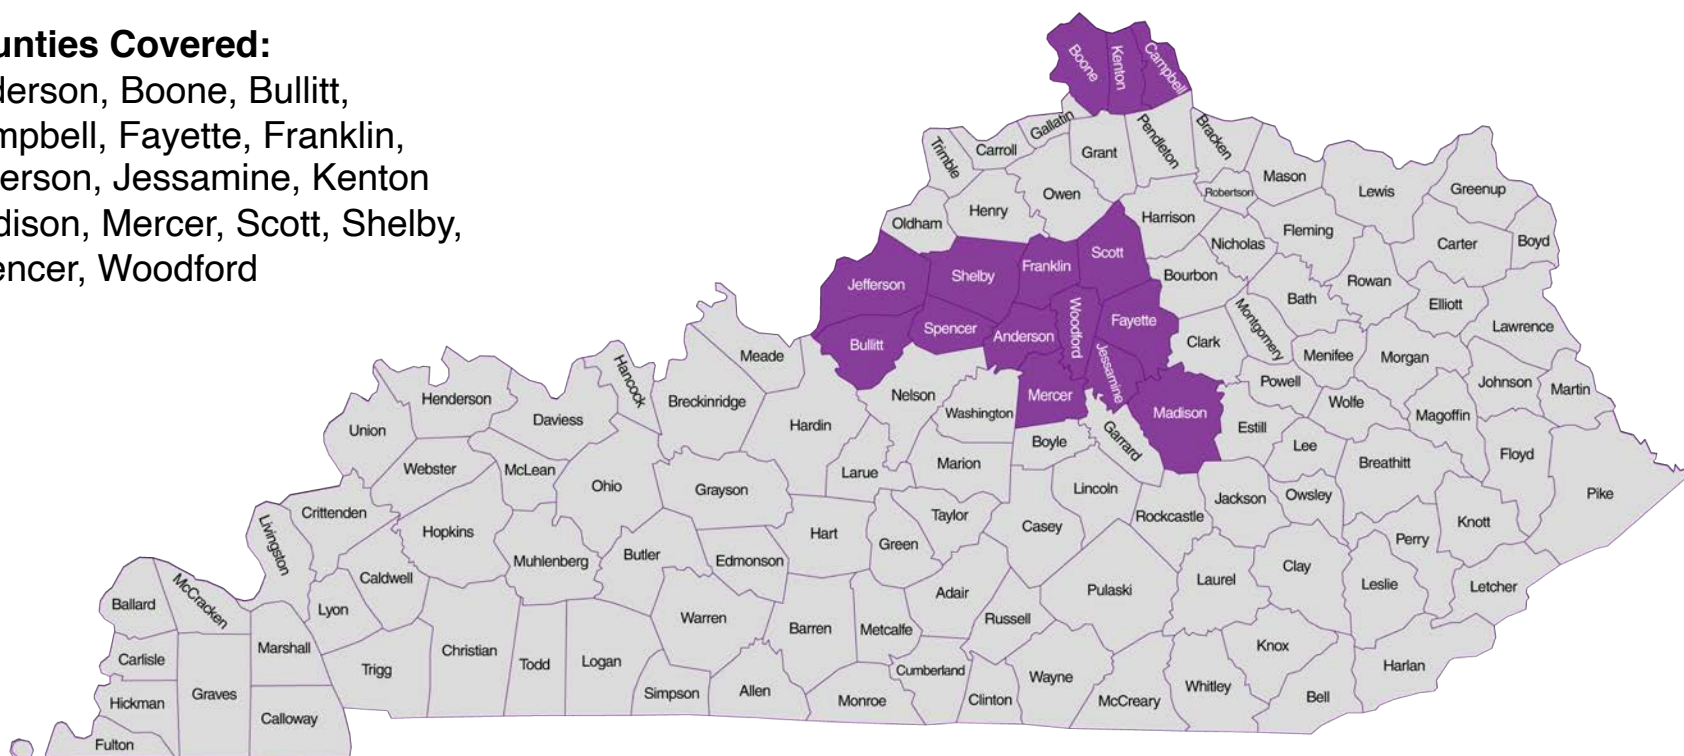 unties Covered:
derson, Boone, Bullitt,
mpbell, Fayette, Franklin,
erson, Jessamine, Kenton
dison, Mercer, Scott, Shelby,
encer, Woodford
Boone
Kenton
Campbell
Gallatin
Carroll
Trimble
Grant
Pendleton
Bracken
Mason
Lewis
Greenup
Robertson
Owen
Henry
Oldham
Harrison
Fleming
Nicholas
Carter
Boyd
Scott
Franklin
Shelby
Jefferson
Bourbon
Rowan
Bath
Elliott
Lawrence
Spencer
Anderson
Woodford
Fayette
Montgomery
Clark
Bullitt
Meade
Menifee
Morgan
Hancock
Jessamine
Powell
Johnson
Martin
Nelson
Mercer
Wolfe
Henderson
Breckinridge
Washington
Madison
Magoffin
Daviess
Union
Hardin
Estill
Boyle
Garrard
Lee
Floyd
Breathitt
Webster
McLean
Larue
Marion
Ohio
Grayson
Lincoln
Jackson
Owsley
Pike
Crittenden
Taylor
Rockcastle
Knott
Casey
Hopkins
Hart
Green
Perry
Livingston
Muhlenberg
Butler
Edmonson
Caldwell
Laurel
Clay
Leslie
Letcher
Pulaski
Adair
McCracken
Ballard
Lyon
Warren
Barren
Metcalfe
Russell
Marshall
Christian
Knox
Carlisle
Trigg
Todd
Logan
Cumberland
Harlan
Wayne
Graves
Simpson
Allen
Whitley
Bell
Hickman
Monroe
Clinton
McCreary
Calloway
Fulton